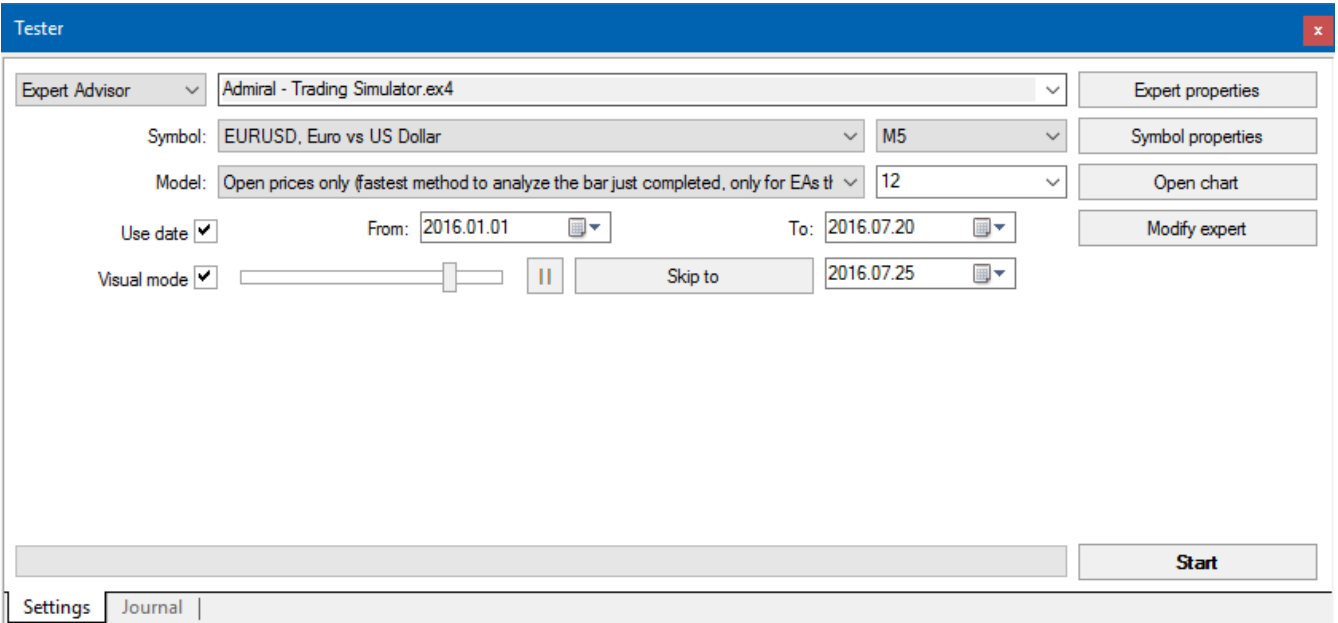 Tester
x
Expert Advisor Admiral - Trading Simulator.ex4 Expert properties
Symbol: EURUSD, Euro vs US Dollar M5 Symbol properties
Model: Open prices only (fastest method to analyze the bar just completed, only for EAs th 12 Open chart
Use date From: 2016.01.01 To: 2016.07.20 Modify expert
Visual mode Skip to 2016.07.25
Start
Settings Journal